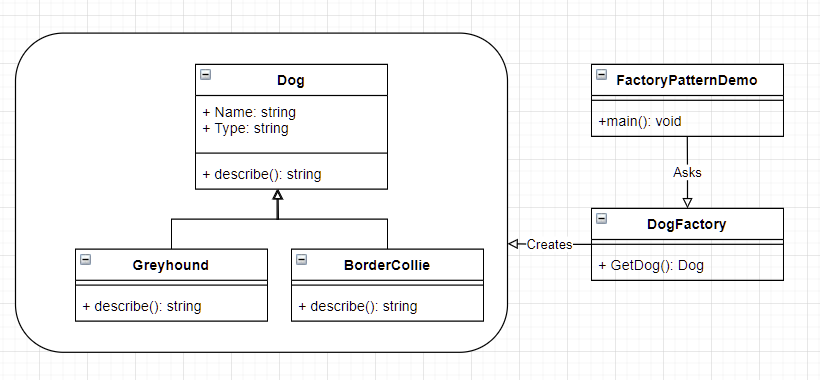 Dog
+ Name: string
+ Type: string
+ describe(): string
Greyhound
+ describe(): string
BorderCollie
+ describe(): string
FactoryPatternDemo
+main(): void
Asks
DogFactory
+ GetDog(): Dog
Creates